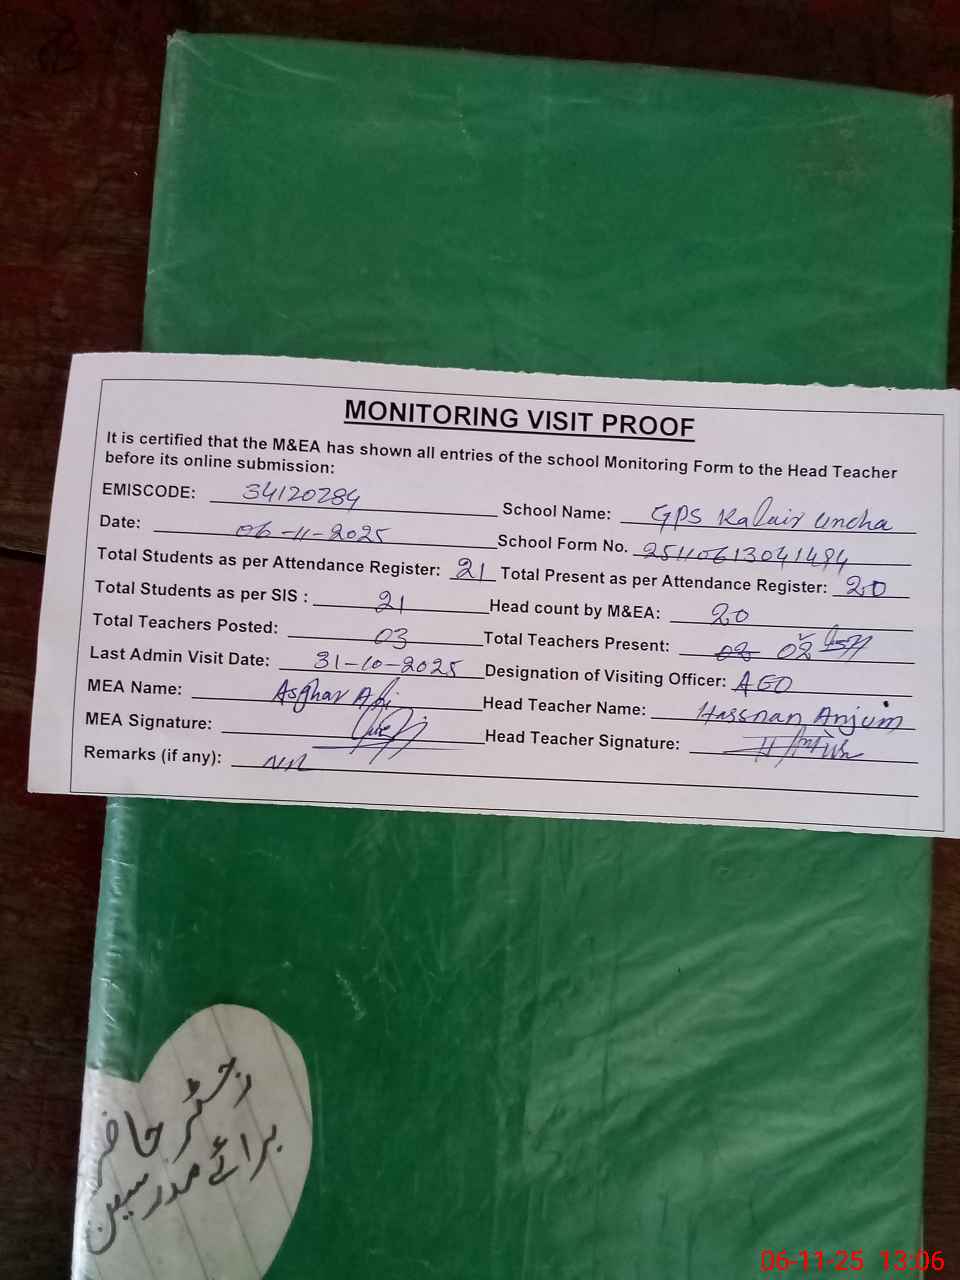 MONITORING VISIT PROOF
It is certified that the M&EA has shown all entries of the school Monitoring Form to the Head Teacher
before its online submission:
EMISCODE: 34120284 School Name: GPS Kalair Uncha
Date: 06-11-2025 School Form No. 25110613041484
Total Students as per Attendance Register: 21 Total Present as per Attendance Register: 20
Total Students as per SIS : 21 Head count by M&EA: 20
Total Teachers Posted: 03 Total Teachers Present: 02
Last Admin Visit Date: 31-10-2025 Designation of Visiting Officer: AEO
MEA Name: Asghar Ali Head Teacher Name: Hassnan Anjum
MEA Signature: Head Teacher Signature:
Remarks (if any): Nil
رجسٹر حاضر
برائے مدرسین
06-11-25 13:06